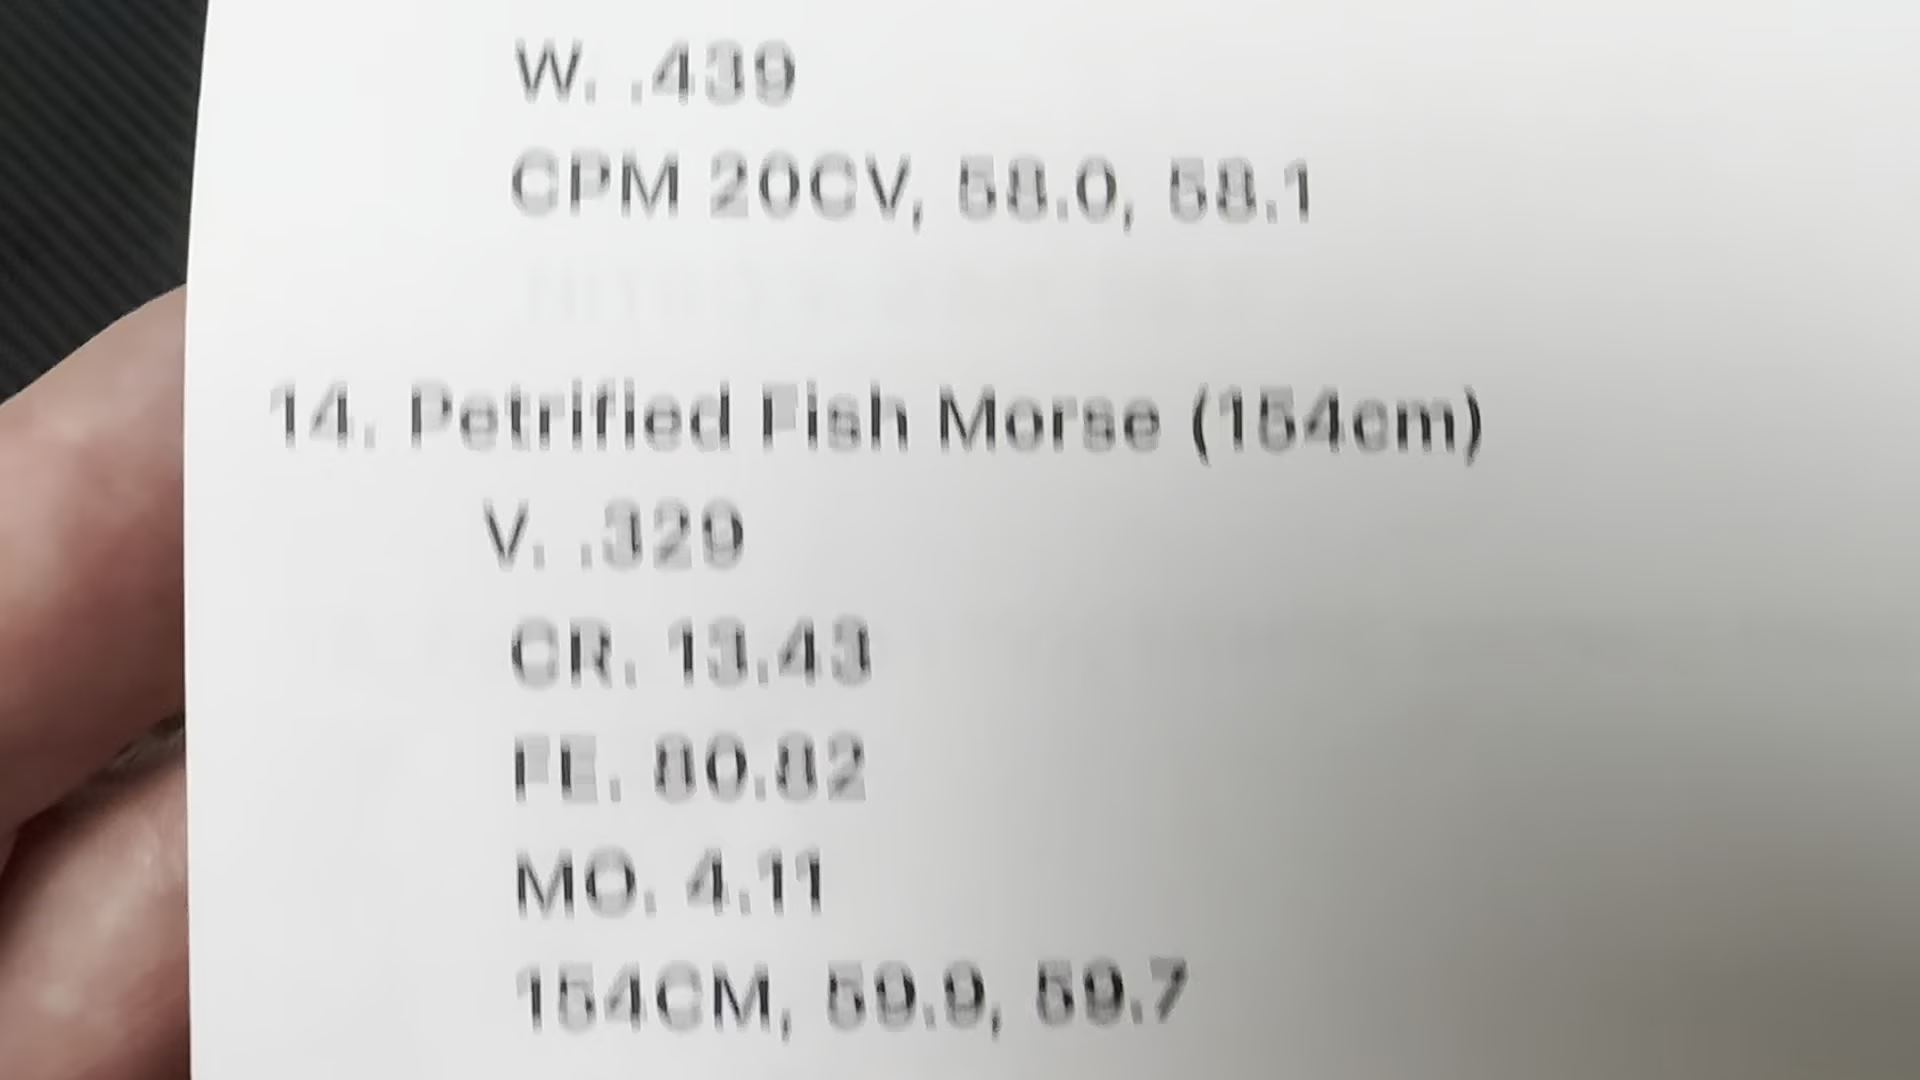 W. .439
CPM 20CV, 58.0, 58.1
14. Petrified Fish Morse (154cm)
V. .329
CR. 13.43
FE. 80.82
MO. 4.11
154CM, 59.9, 59.7